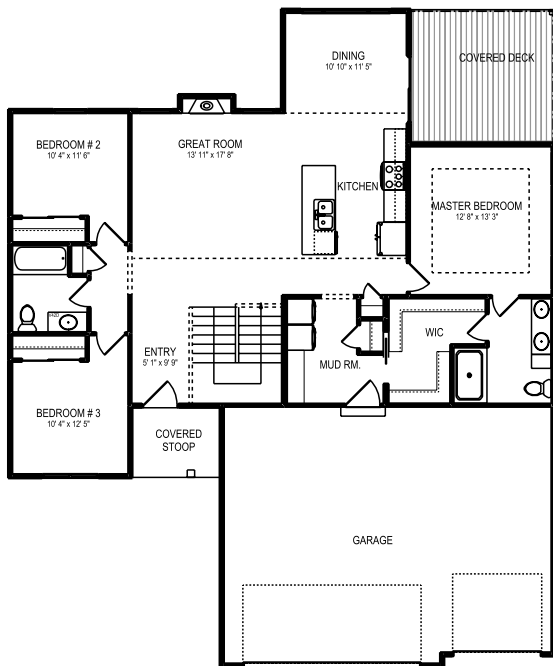 DINING
10' 10" x 11' 5"
COVERED DECK
BEDROOM # 2
10' 4" x 11' 6"
GREAT ROOM
13' 11" x 17' 8"
KITCHEN
MASTER BEDROOM
12' 8" x 13' 3"
ENTRY
5' 1" x 9' 9"
MUD RM.
WIC
BEDROOM # 3
10' 4" x 12' 5"
COVERED
STOOP
GARAGE